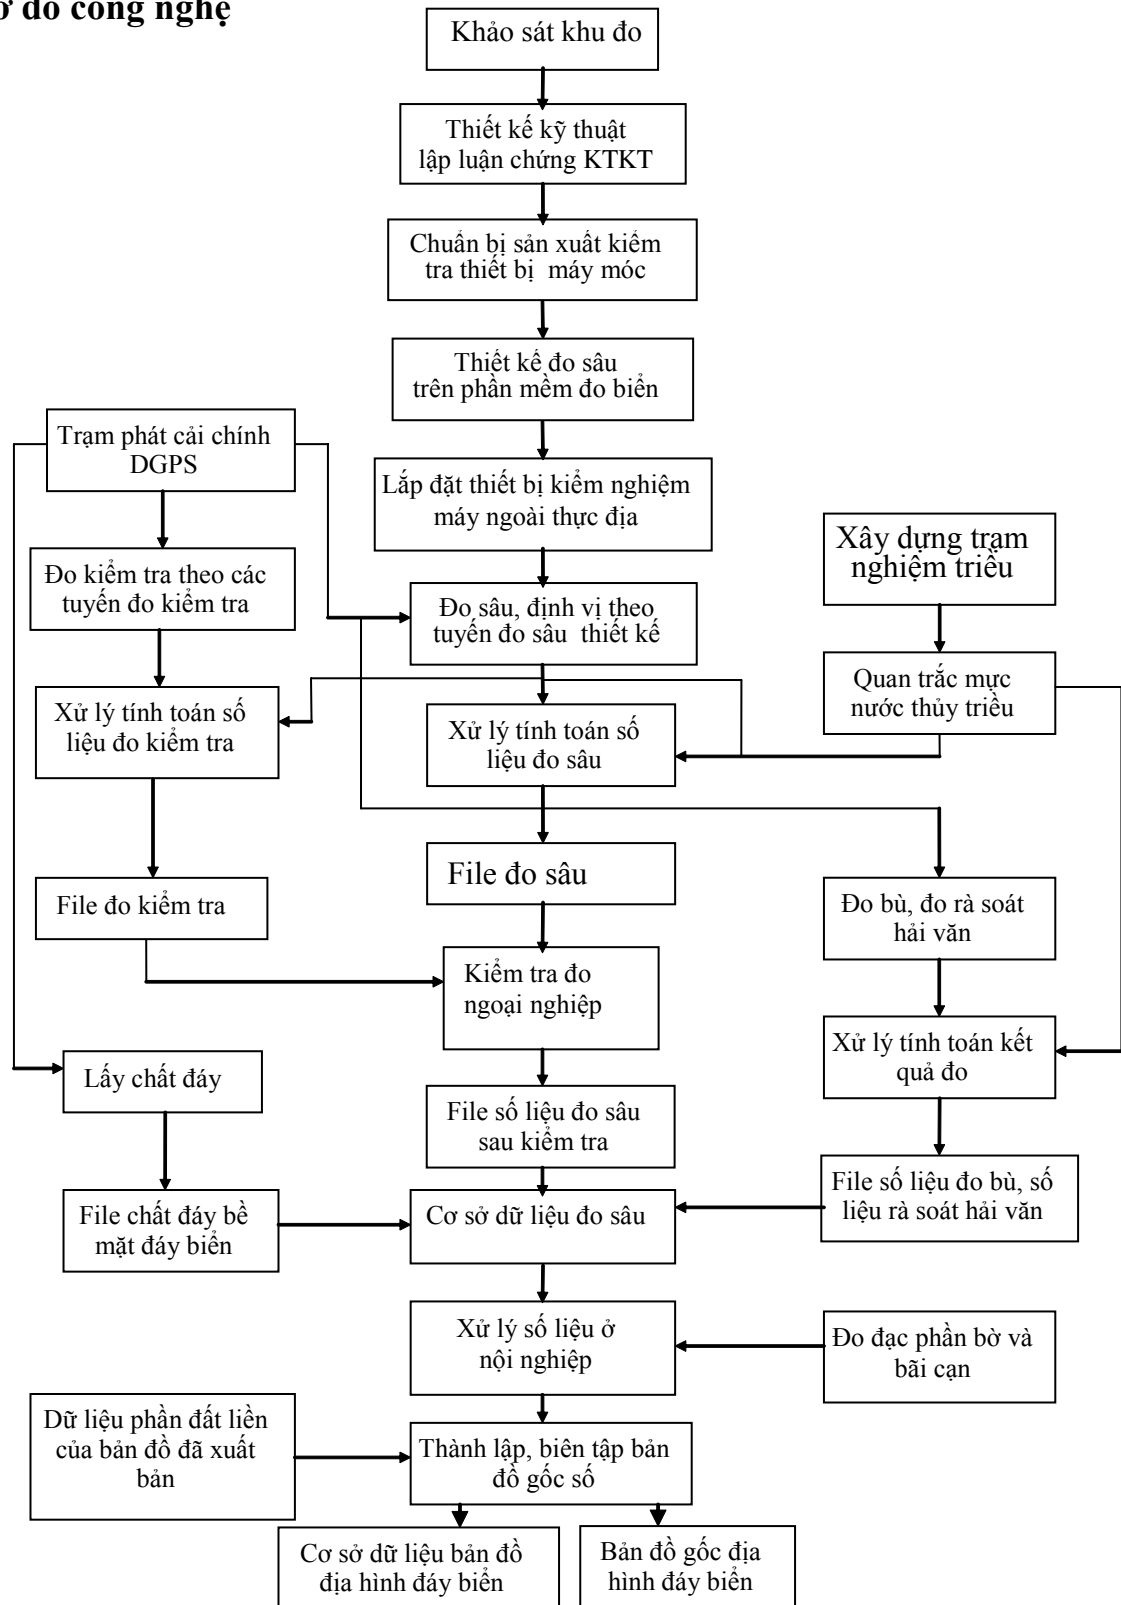 đồ công nghệ
Khảo sát khu đo
Thiết kế kỹ thuật
lập luận chứng KTKT
Chuẩn bị sản xuất kiểm
tra thiết bị máy móc
Thiết kế đo sâu
trên phần mềm đo biển
Trạm phát cải chính
DGPS
Lắp đặt thiết bị kiểm nghiệm
máy ngoài thực địa
Xây dựng trạm
nghiệm triều
Đo kiểm tra theo các
tuyến đo kiểm tra
Đo sâu, định vị theo
tuyến đo sâu thiết kế
Quan trắc mực
nước thủy triều
Xử lý tính toán số
liệu đo kiểm tra
Xử lý tính toán số
liệu đo sâu
File đo sâu
File đo kiểm tra
Đo bù, đo rà soát
hải văn
Kiểm tra đo
ngoại nghiệp
Xử lý tính toán kết
quả đo
Lấy chất đáy
File số liệu đo sâu
sau kiểm tra
File số liệu đo bù, số
liệu rà soát hải văn
File chất đáy bề
mặt đáy biển
Cơ sở dữ liệu đo sâu
Xử lý số liệu ở
nội nghiệp
Đo đạc phần bờ và
bãi cạn
Dữ liệu phần đất liền
của bản đồ đã xuất
bản
Thành lập, biên tập bản
đồ gốc số
Cơ sở dữ liệu bản đồ
địa hình đáy biển
Bản đồ gốc địa
hình đáy biển